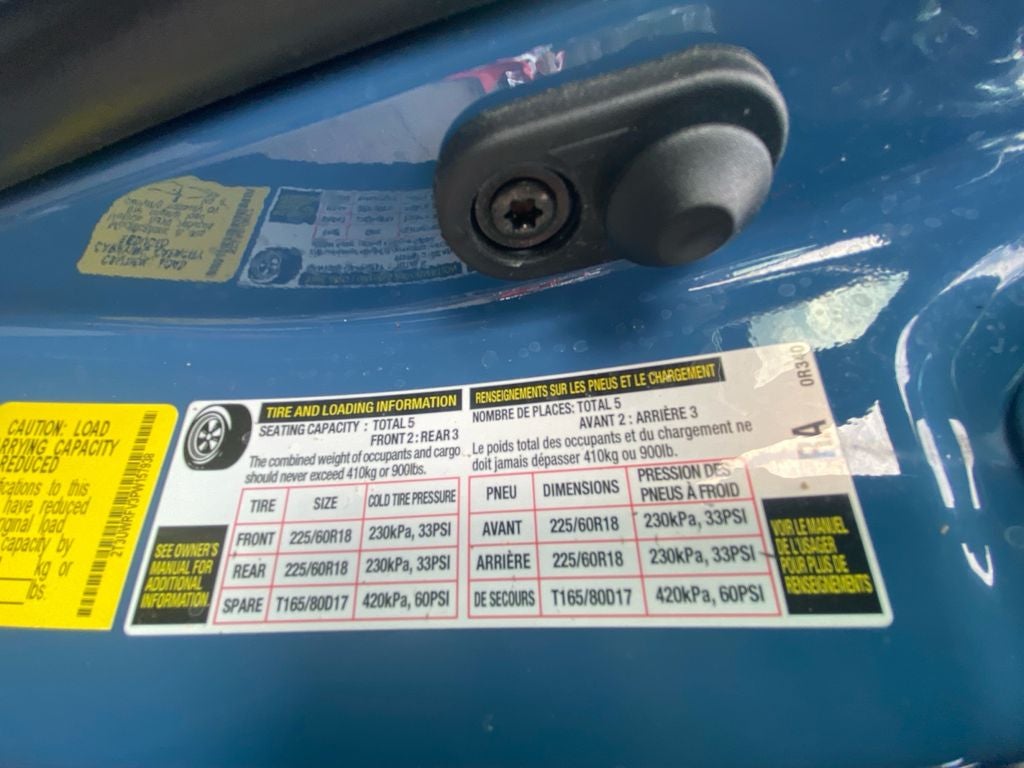 CAUTION: LOAD
RRYING CAPACITY
REDUCED
fications to this
have reduced
iginal load
capacity by
kg or
lbs.
TIRE AND LOADING INFORMATION
SEATING CAPACITY : TOTAL 5
FRONT 2 : REAR 3
The combined weight of occupants and cargo
should never exceed 410kg or 900lbs.
TIRE SIZE COLD TIRE PRESSURE
FRONT 225/60R18 230kPa, 33PSI
REAR 225/60R18 230kPa, 33PSI
SPARE T165/80D17 420kPa, 60PSI
SEE OWNER'S
MANUAL FOR
ADDITIONAL
INFORMATION
RENSEIGNEMENTS SUR LES PNEUS ET LE CHARGEMENT
NOMBRE DE PLACES: TOTAL 5
AVANT 2 : ARRIÈRE 3
Le poids total des occupants et du chargement ne
doit jamais dépasser 410kg ou 900lb.
PNEU DIMENSIONS PRESSION DES
PNEUS À FROID
AVANT 225/60R18 230kPa, 33PSI
ARRIÈRE 225/60R18 230kPa, 33PSI
DE SECOURS T165/80D17 420kPa, 60PSI
VOIR LE MANUEL
DE L'USAGER
POUR PLUS DE
RENSEIGNEMENTS
0R340